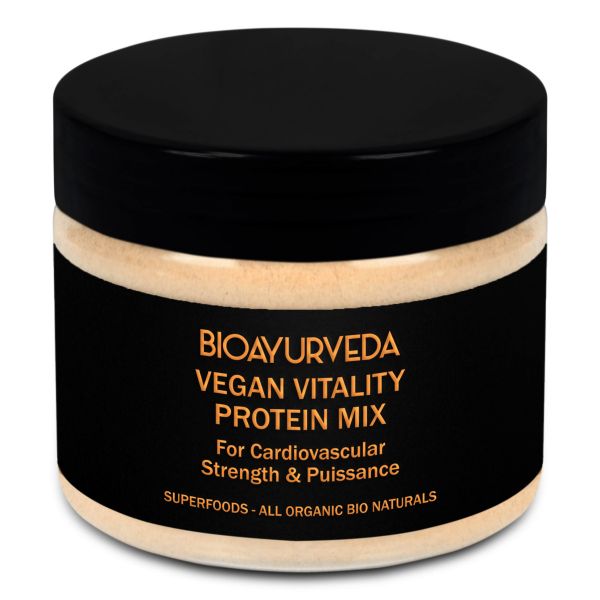 BIOAYURVEDA
VEGAN VITALITY
PROTEIN MIX
For Cardiovascular
Strength & Puissance
SUPERFOODS - ALL ORGANIC BIO NATURALS